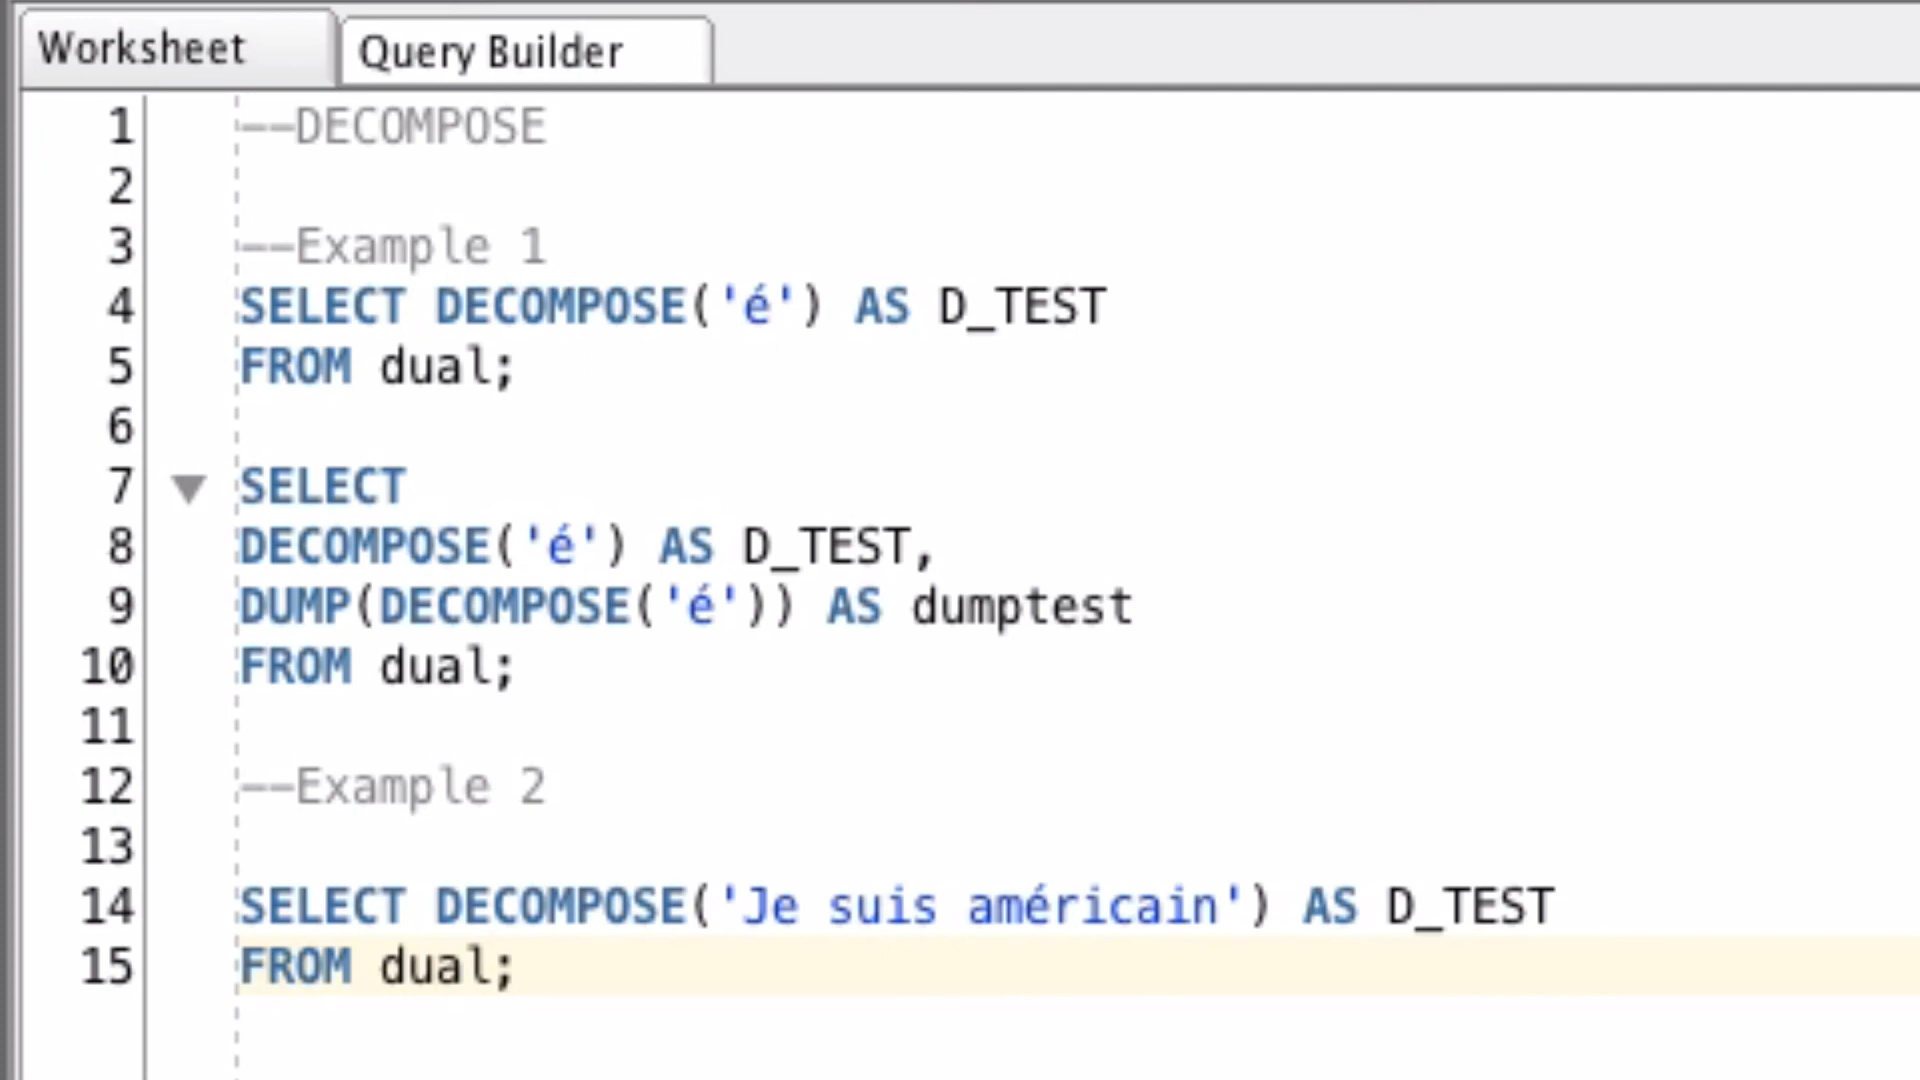 Worksheet Query Builder
1 --DECOMPOSE
2
3 --Example 1
4 SELECT DECOMPOSE('é') AS D_TEST
5 FROM dual;
6
7 SELECT
8 DECOMPOSE('é') AS D_TEST,
9 DUMP(DECOMPOSE('é')) AS dumptest
10 FROM dual;
11
12 --Example 2
13
14 SELECT DECOMPOSE('Je suis américain') AS D_TEST
15 FROM dual;